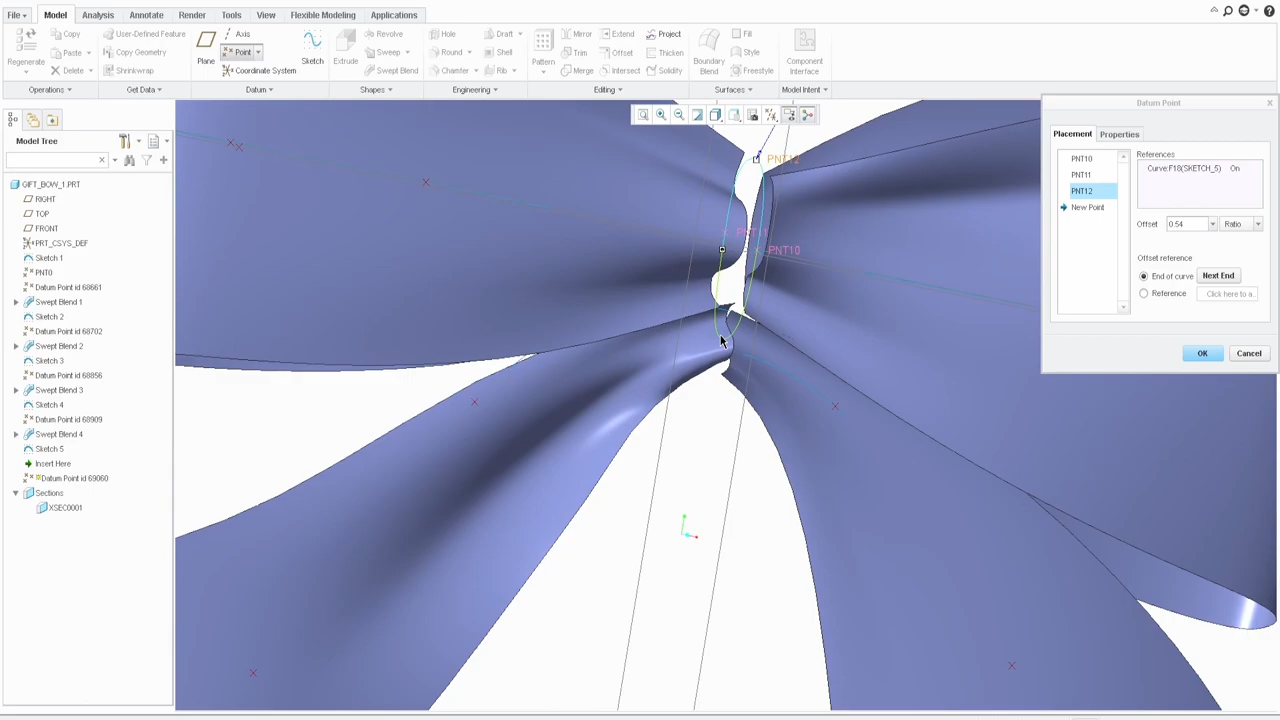 File
Model
Analysis
Annotate
Render
Tools
View
Flexible Modeling
Applications
Regenerate
Copy
Paste
Delete
User-Defined Feature
Copy Geometry
Shrinkwrap
Plane
Axis
Point
Coordinate System
Sketch
Extrude
Revolve
Sweep
Swept Blend
Hole
Round
Chamfer
Draft
Shell
Rib
Pattern
Mirror
Trim
Merge
Extend
Offset
Intersect
Project
Thicken
Solidify
Boundary
Blend
Fill
Style
Freestyle
Component
Interface
Operations
Get Data
Datum
Shapes
Engineering
Editing
Surfaces
Model Intent
Model Tree
GIFT_BOW_1.PRT
RIGHT
TOP
FRONT
PRT_CSYS_DEF
Sketch 1
PNT0
Datum Point id 68661
Swept Blend 1
Sketch 2
Datum Point id 68702
Swept Blend 2
Sketch 3
Datum Point id 68856
Swept Blend 3
Sketch 4
Datum Point id 68909
Swept Blend 4
Sketch 5
Insert Here
Datum Point id 69060
Sections
XSEC0001
PNT12
PNT11
PNT10
Datum Point
Placement
Properties
PNT10
PNT11
PNT12
New Point
References
Curve:F18(SKETCH_5) On
Offset 0.54 Ratio
Offset reference
End of curve Next End
Reference Click here to a...
OK
Cancel